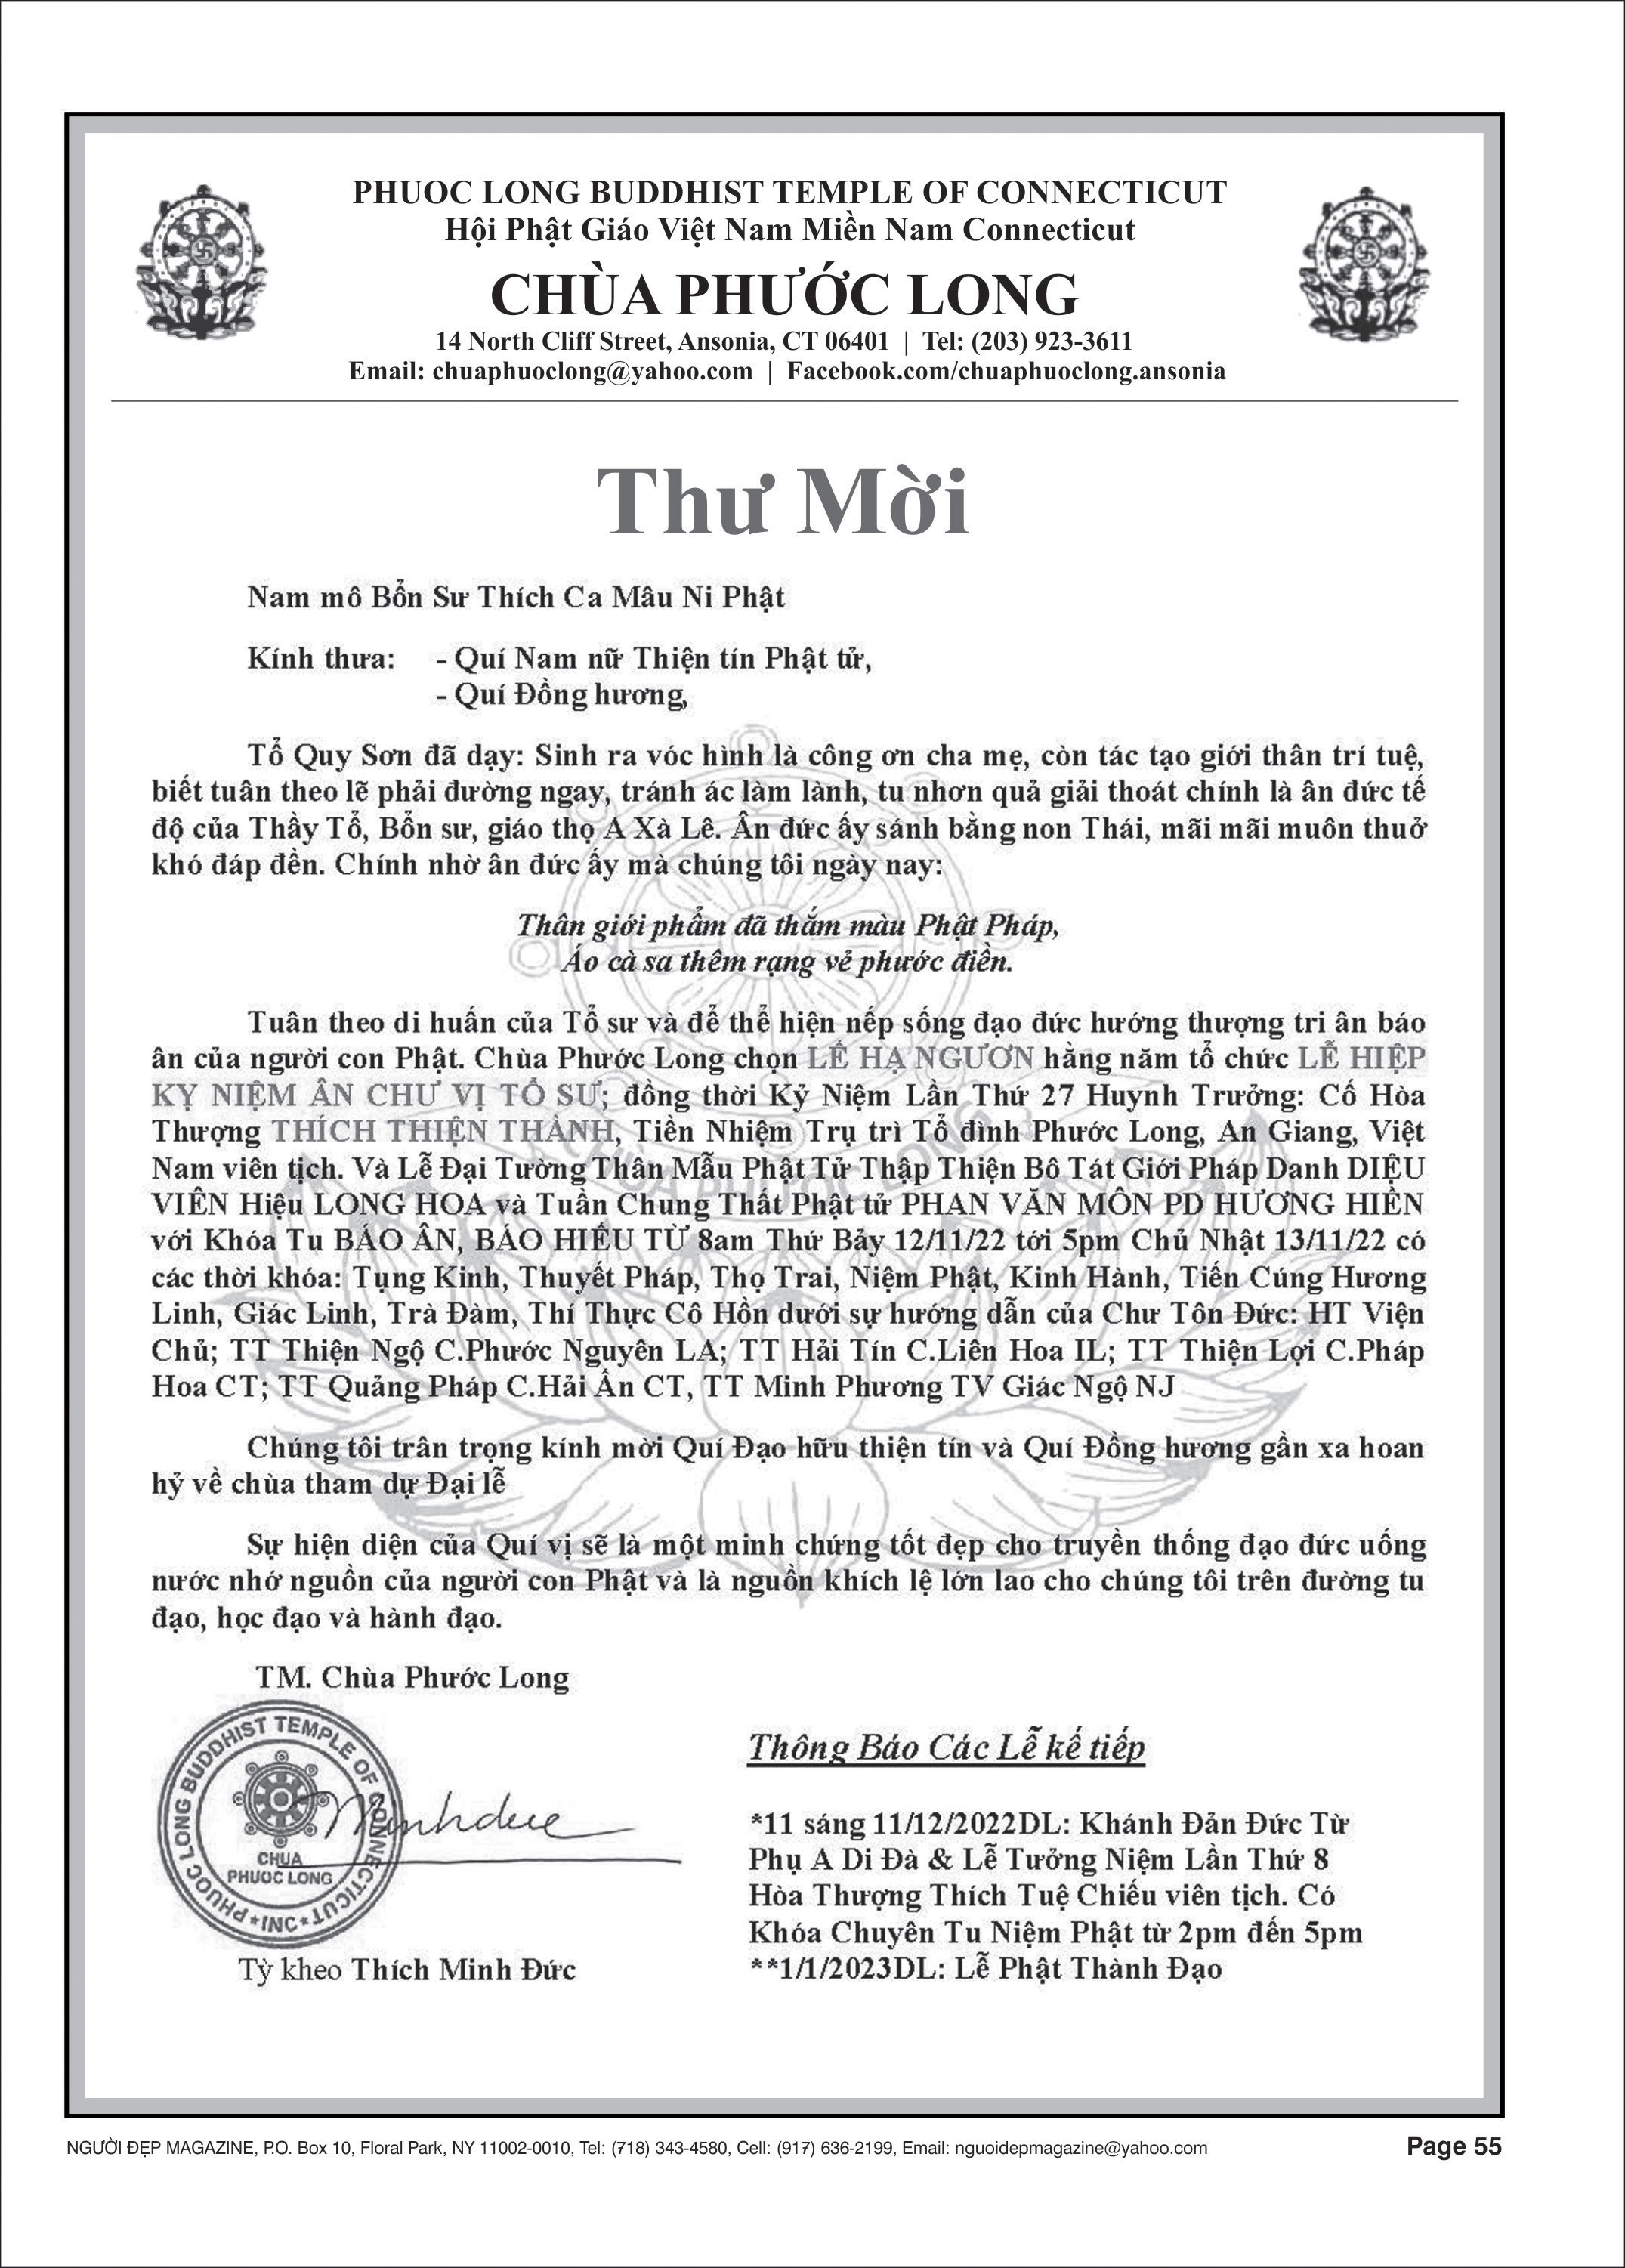 PHUOC LONG BUDDHIST TEMPLE OF CONNECTICUT
Hội Phật Giáo Việt Nam Miền Nam Connecticut
CHÙA PHƯỚC LONG
14 North Cliff Street, Ansonia, CT 06401 | Tel: (203) 923-3611
Email: chuaphuoclong@yahoo.com | Facebook.com/chuaphuoclong.ansonia
Thư Mời
Nam mô Bổn Sư Thích Ca Mâu Ni Phật
Kính thưa: - Quí Nam nữ Thiện tín Phật tử,
- Quí Đồng hương,
Tổ Quy Sơn đã dạy: Sinh ra vóc hình là công ơn cha mẹ, còn tác tạo giới thân trí tuệ,
biết tuân theo lẽ phải đường ngay, tránh ác làm lành, tu nhơn quả giải thoát chính là ân đức tế
độ của Thầy Tổ, Bổn sư, giáo thọ A Xà Lê. Ân đức ấy sánh bằng non Thái, mãi mãi muôn thuở
khó đáp đền. Chính nhờ ân đức ấy mà chúng tôi ngày nay:
Thân giới phẩm đã thắm màu Phật Pháp,
Áo cà sa thêm rạng vẻ phước điền.
Tuân theo di huấn của Tổ sư và để thể hiện nếp sống đạo đức hướng thượng tri ân báo
ân của người con Phật. Chùa Phước Long chọn LỄ HẠ NGƯƠN hằng năm tổ chức LỄ HIỆP
KỴ NIỆM ÂN CHƯ VỊ TỔ SƯ; đồng thời Kỷ Niệm Lần Thứ 27 Huynh Trưởng: Cố Hòa
Thượng THÍCH THIỆN THÀNH, Tiền Nhiệm Trụ trì Tổ đình Phước Long, An Giang, Việt
Nam viên tịch. Và Lễ Đại Tường Thân Mẫu Phật Tử Thập Thiện Bồ Tát Giới Pháp Danh DIỆU
VIÊN Hiệu LONG HOA và Tuần Chung Thất Phật tử PHAN VĂN MÔN PD HƯƠNG HIỀN
với Khóa Tu BÁO ÂN, BÁO HIẾU TỪ 8am Thứ Bảy 12/11/22 tới 5pm Chủ Nhật 13/11/22 có
các thời khóa: Tụng Kinh, Thuyết Pháp, Thọ Trai, Niệm Phật, Kinh Hành, Tiến Cúng Hương
Linh, Giác Linh, Trà Đàm, Thí Thực Cô Hồn dưới sự hướng dẫn của Chư Tôn Đức: HT Viện
Chủ; TT Thiện Ngộ C.Phước Nguyên LA; TT Hải Tín C.Liên Hoa IL; TT Thiện Lợi C.Pháp
Hoa CT; TT Quảng Pháp C.Hải Ấn CT, TT Minh Phương TV Giác Ngộ NJ
CHÙA PHƯỚC LONG
Chúng tôi trân trọng kính mời Quí Đạo hữu thiện tín và Quí Đồng hương gần xa hoan
hỷ về chùa tham dự Đại lễ
Sự hiện diện của Quí vị sẽ là một minh chứng tốt đẹp cho truyền thống đạo đức uống
nước nhớ nguồn của người con Phật và là nguồn khích lệ lớn lao cho chúng tôi trên đường tu
đạo, học đạo và hành đạo.
TM. Chùa Phước Long
PHUOC LONG BUDDHIST TEMPLE OF CONNECTICUT
*INC*
CHUA
PHUOC LONG
Minhduc
Tỳ kheo Thích Minh Đức
Thông Báo Các Lễ kế tiếp
*11 sáng 11/12/2022DL: Khánh Đản Đức Từ
Phụ A Di Đà & Lễ Tưởng Niệm Lần Thứ 8
Hòa Thượng Thích Tuệ Chiếu viên tịch. Có
Khóa Chuyên Tu Niệm Phật từ 2pm đến 5pm
**1/1/2023DL: Lễ Phật Thành Đạo
NGƯỜI ĐẸP MAGAZINE, P.O. Box 10, Floral Park, NY 11002-0010, Tel: (718) 343-4580, Cell: (917) 636-2199, Email: nguoidepmagazine@yahoo.com Page 55